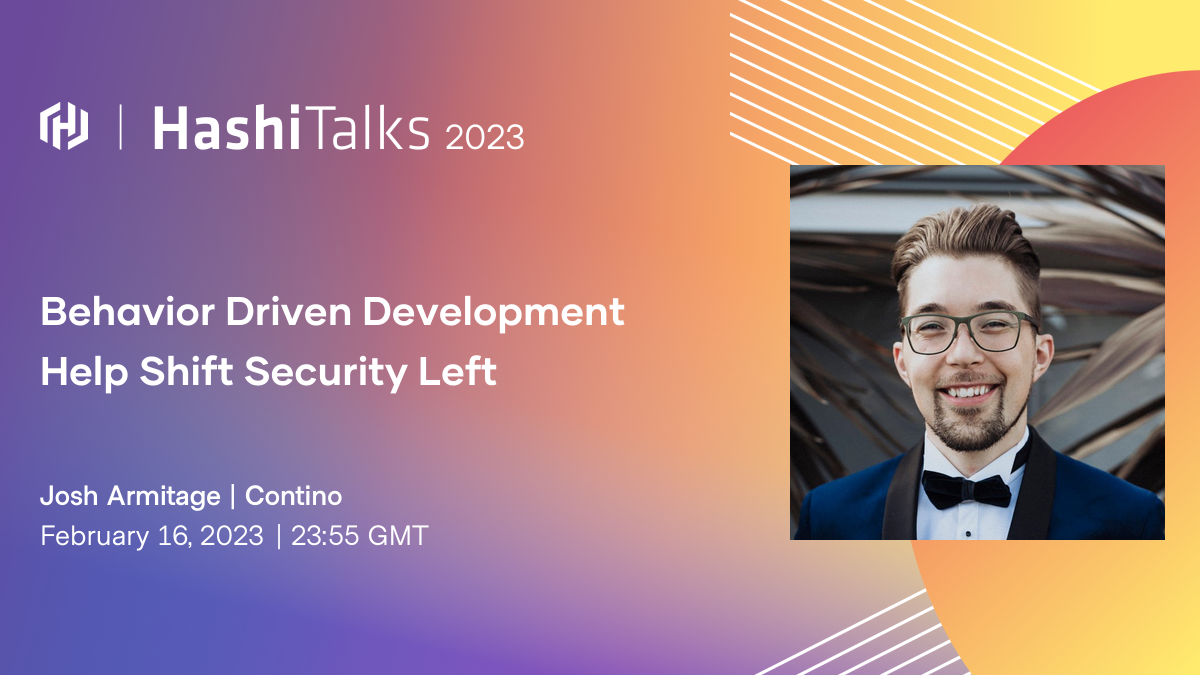 HashiTalks 2023
Behavior Driven Development
Help Shift Security Left
Josh Armitage | Contino
February 16, 2023 | 23:55 GMT